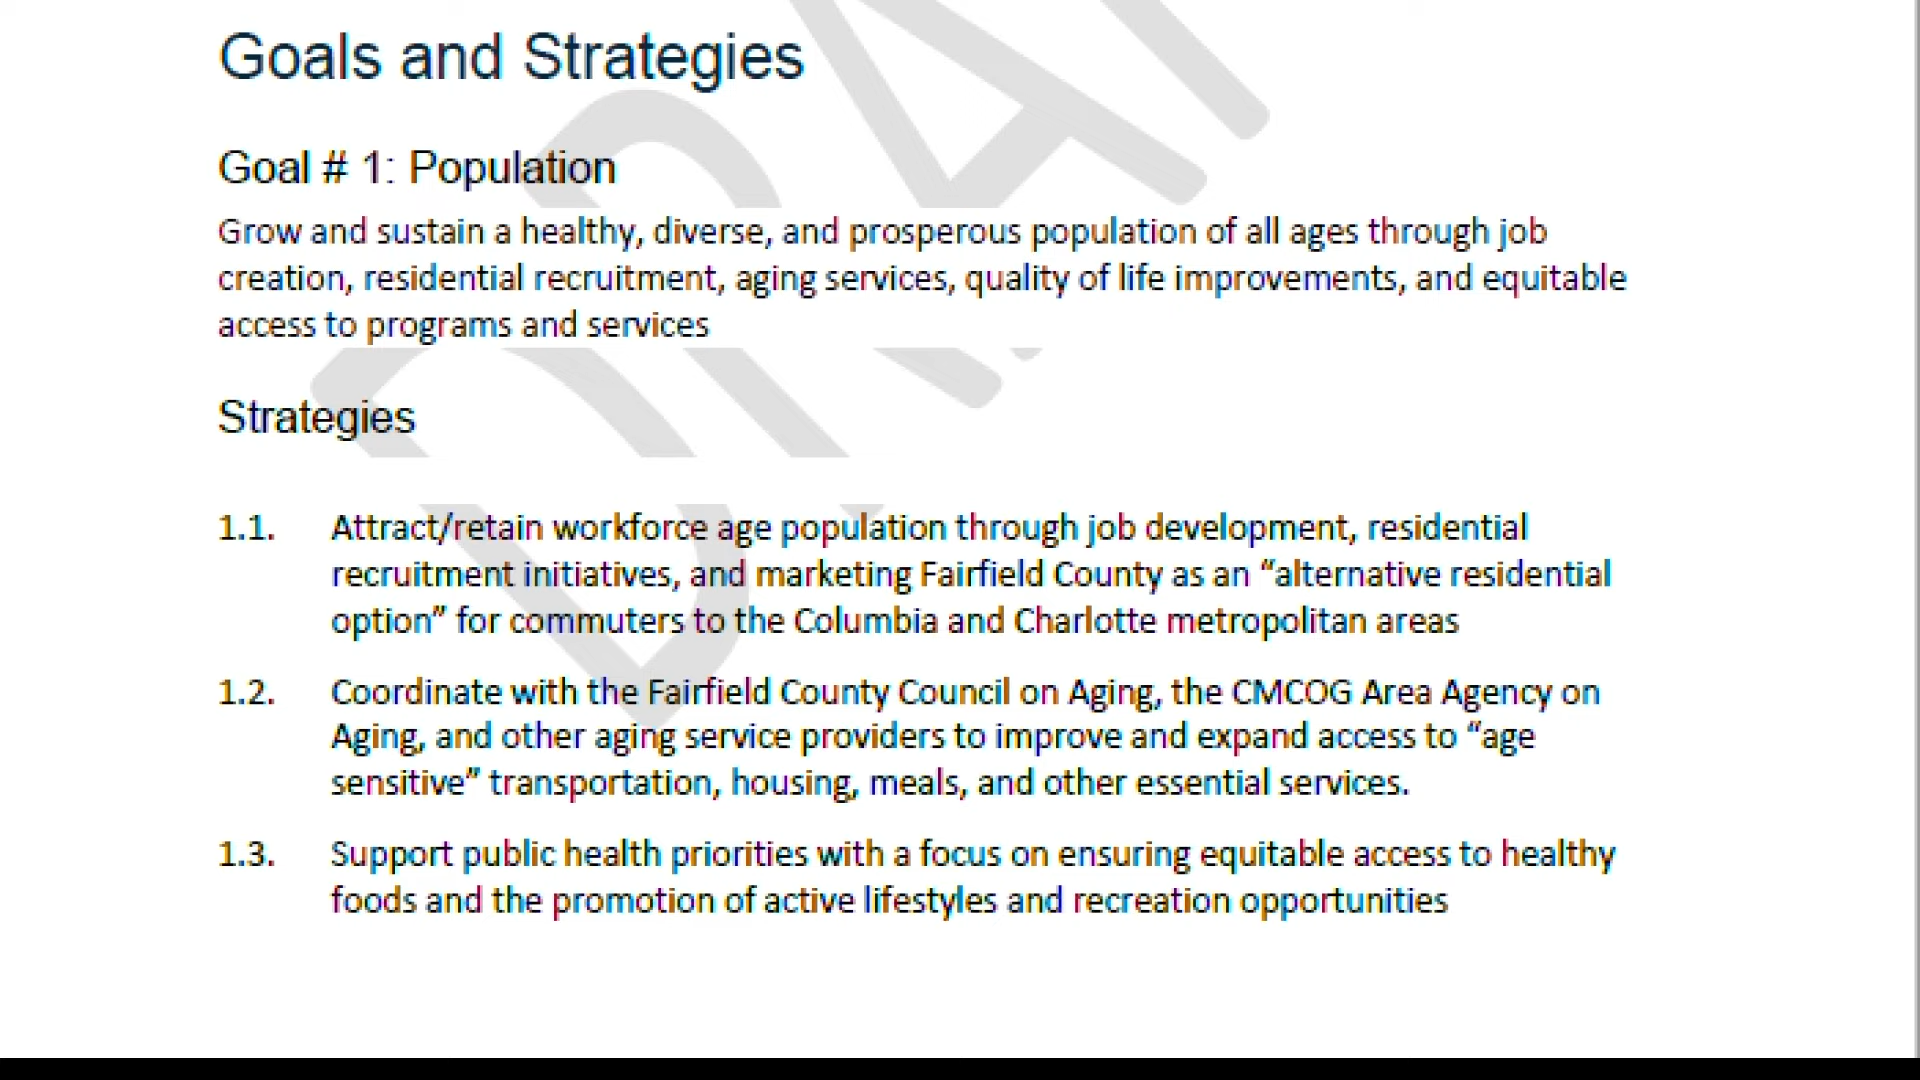 Goals and Strategies
Goal # 1: Population
Grow and sustain a healthy, diverse, and prosperous population of all ages through job
creation, residential recruitment, aging services, quality of life improvements, and equitable
access to programs and services
Strategies
1.1. Attract/retain workforce age population through job development, residential
recruitment initiatives, and marketing Fairfield County as an “alternative residential
option” for commuters to the Columbia and Charlotte metropolitan areas
1.2. Coordinate with the Fairfield County Council on Aging, the CMCOG Area Agency on
Aging, and other aging service providers to improve and expand access to “age
sensitive” transportation, housing, meals, and other essential services.
1.3. Support public health priorities with a focus on ensuring equitable access to healthy
foods and the promotion of active lifestyles and recreation opportunities